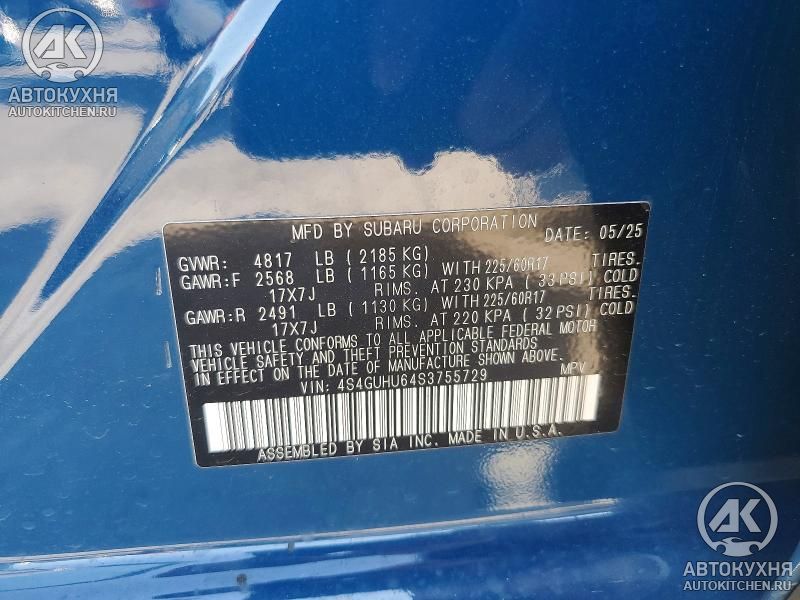 AK
АВТОКУХНЯ
AUTOKITCHEN.RU
MFD BY SUBARU CORPORATION DATE: 05/25
GVWR: 4817 LB ( 2185 KG)
GAWR:F 2568 LB ( 1165 KG) WITH 225/60R17 TIRES.
17X7J RIMS. AT 230 KPA ( 33 PSI) COLD
GAWR:R 2491 LB ( 1130 KG) WITH 225/60R17 TIRES.
17X7J RIMS. AT 220 KPA ( 32 PSI) COLD
THIS VEHICLE CONFORMS TO ALL APPLICABLE FEDERAL MOTOR
VEHICLE SAFETY AND THEFT PREVENTION STANDARDS
IN EFFECT ON THE DATE OF MANUFACTURE SHOWN ABOVE.
VIN: 4S4GUHU64S3755729 MPV
ASSEMBLED BY SIA INC. MADE IN U.S.A.
AK
АВТОКУХНЯ
AUTOKITCHEN.RU